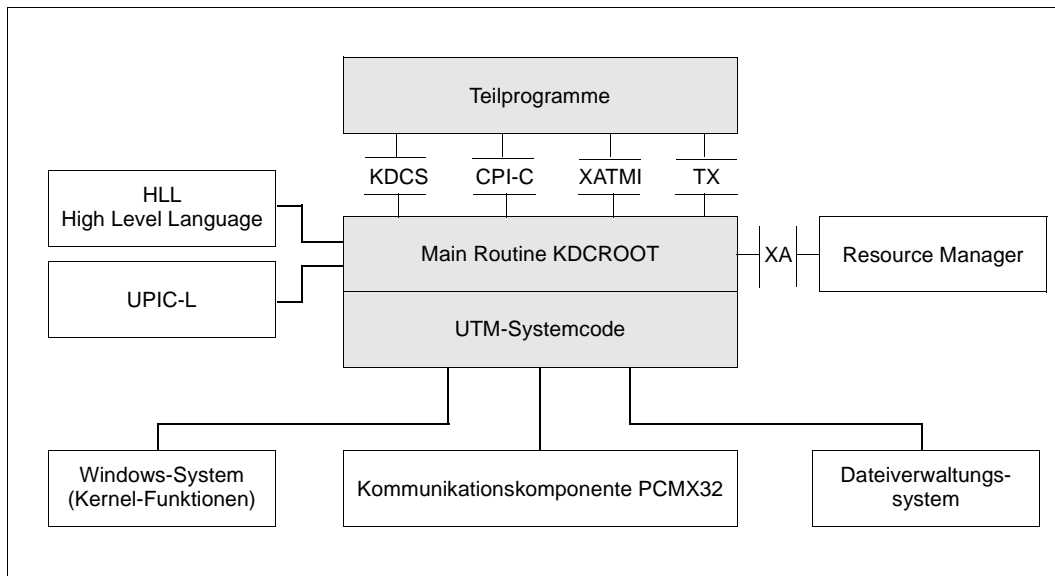 Teilprogramme
KDCS
CPI-C
XATMI
TX
HLL
High Level Language
UPIC-L
Main Routine KDCROOT
XA
Resource Manager
UTM-Systemcode
Windows-System
(Kernel-Funktionen)
Kommunikationskomponente PCMX32
Dateiverwaltungs-
system